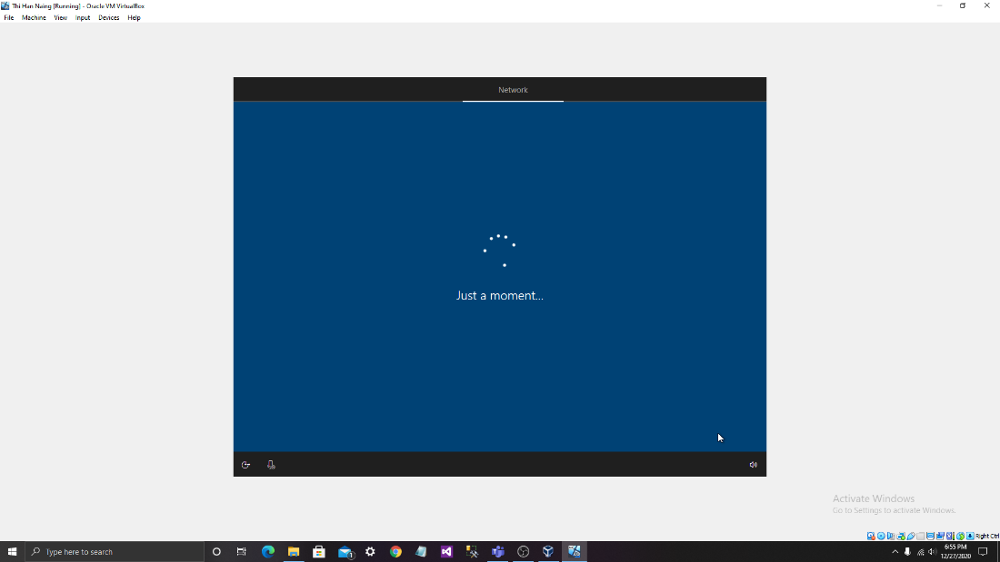 Thi Han Naing [Running] - Oracle VM VirtualBox
File Machine View Input Devices Help
Network
Just a moment...
Activate Windows
Go to Settings to activate Windows.
Right Ctrl
Type here to search
1
6:55 PM
12/27/2020